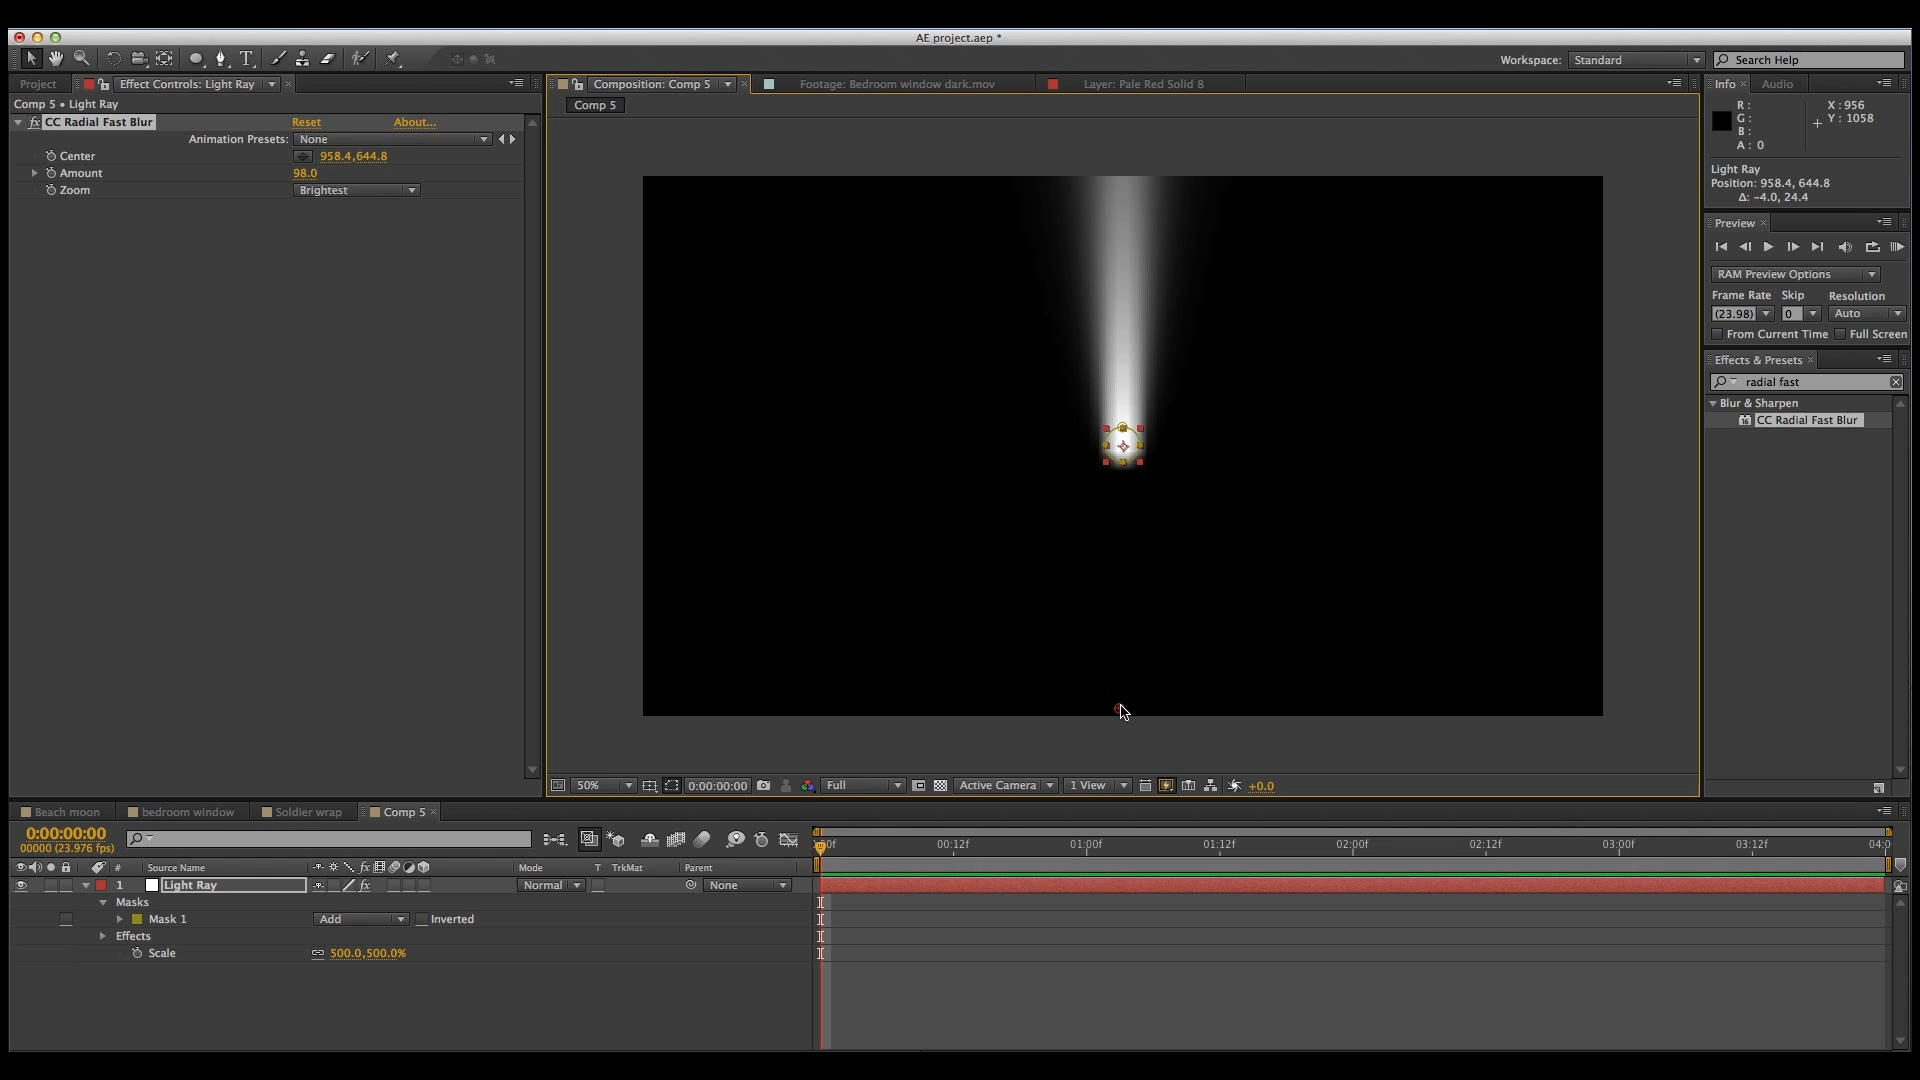 AE project.aep *
Workspace: Standard
Search Help
Project
Effect Controls: Light Ray
Composition: Comp 5
Footage: Bedroom window dark.mov
Layer: Pale Red Solid 8
Info
Audio
Comp 5 • Light Ray
Comp 5
R :
X : 956
G :
Y : 1058
B :
A : 0
CC Radial Fast Blur
Reset
About...
Animation Presets: None
Center
958.4,644.8
Amount
98.0
Zoom
Brightest
Light Ray
Position: 958.4, 644.8
Δ: -4.0, 24.4
Preview
RAM Preview Options
Frame Rate Skip Resolution
(23.98) 0 Auto
From Current Time Full Screen
Effects & Presets
radial fast
Blur & Sharpen
CC Radial Fast Blur
50%
0:00:00:00
Full
Active Camera
1 View
+0.0
Beach moon
bedroom window
Soldier wrap
Comp 5
0:00:00:00
00000 (23.976 fps)
00:12f 01:00f 01:12f 02:00f 02:12f 03:00f 03:12f 04:0
# Source Name Mode T TrkMat Parent
1 Light Ray Normal None
Masks
Mask 1 Add Inverted
Effects
Scale 500.0,500.0%